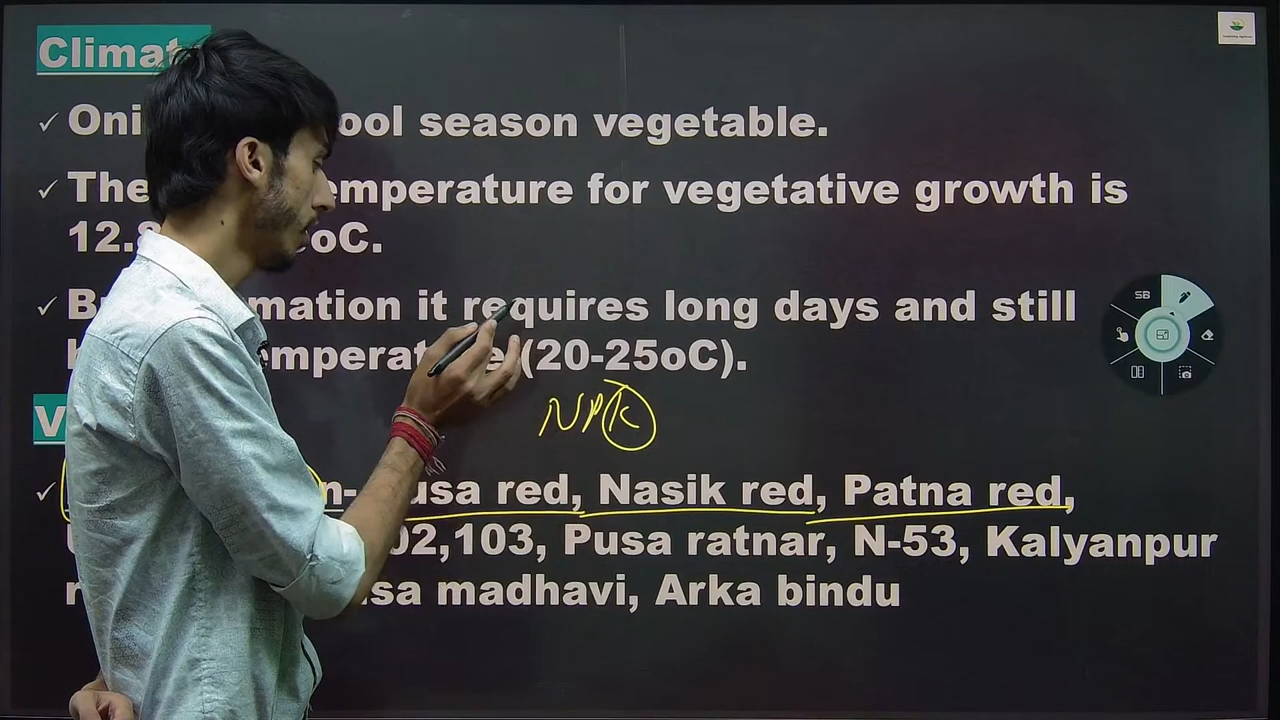 Climat
✓ Oni ool season vegetable.
✓ The emperature for vegetative growth is
12. oC.
✓ B mation it requires long days and still
emperat (20-25oC).
NPK
V
✓ n- usa red, Nasik red, Patna red,
02,103, Pusa ratnar, N-53, Kalyanpur
sa madhavi, Arka bindu